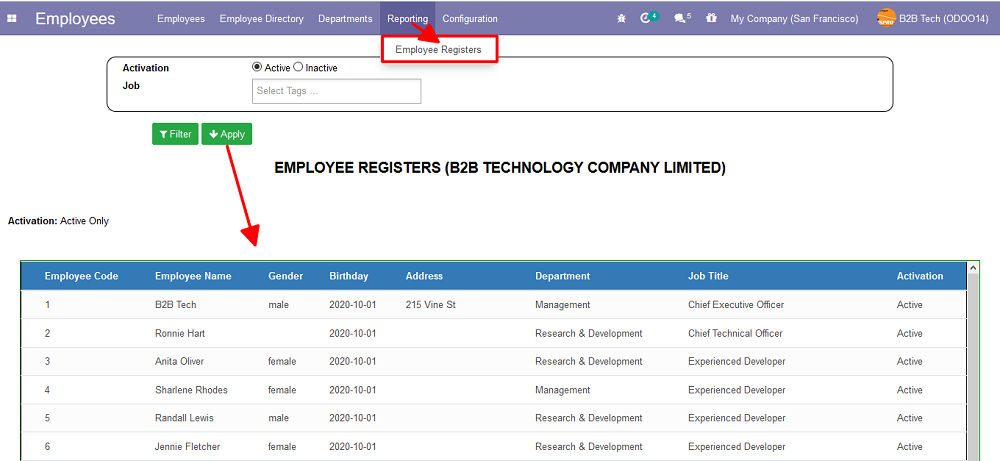 Employees Employees Employee Directory Departments Reporting Configuration 4 5 My Company (San Francisco) B2B Tech (ODOO14)
Employee Registers
Activation Active Inactive
Job Select Tags ...
Filter Apply
EMPLOYEE REGISTERS (B2B TECHNOLOGY COMPANY LIMITED)
Activation: Active Only
Employee Code Employee Name Gender Birthday Address Department Job Title Activation
1 B2B Tech male 2020-10-01 215 Vine St Management Chief Executive Officer Active
2 Ronnie Hart 2020-10-01 Research & Development Chief Technical Officer Active
3 Anita Oliver female 2020-10-01 Research & Development Experienced Developer Active
4 Sharlene Rhodes female 2020-10-01 Management Experienced Developer Active
5 Randall Lewis male 2020-10-01 Research & Development Experienced Developer Active
6 Jennie Fletcher female 2020-10-01 Research & Development Experienced Developer Active